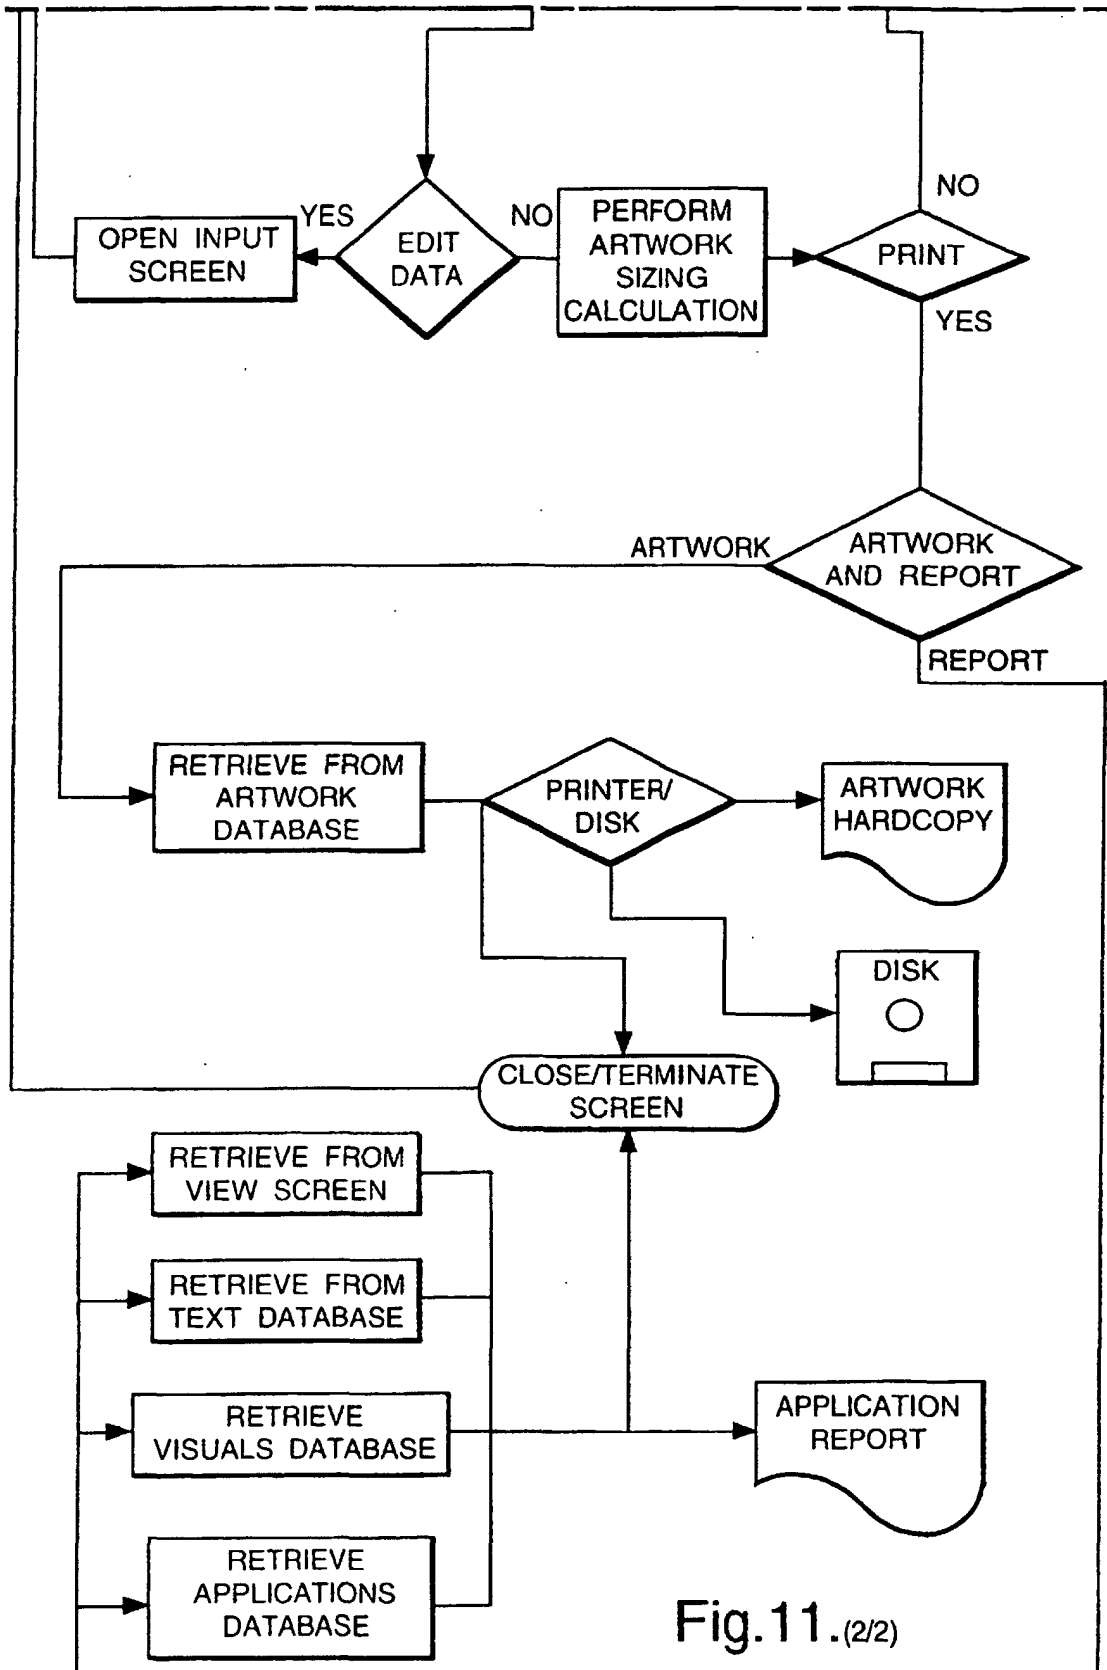 NO
YES
OPEN INPUT
SCREEN
EDIT
DATA
NO
PERFORM
ARTWORK
SIZING
CALCULATION
PRINT
YES
ARTWORK
ARTWORK
AND REPORT
REPORT
RETRIEVE FROM
ARTWORK
DATABASE
PRINTER/
DISK
ARTWORK
HARDCOPY
DISK
CLOSE/TERMINATE
SCREEN
RETRIEVE FROM
VIEW SCREEN
RETRIEVE FROM
TEXT DATABASE
RETRIEVE
VISUALS DATABASE
APPLICATION
REPORT
RETRIEVE
APPLICATIONS
DATABASE
Fig.11.(2/2)